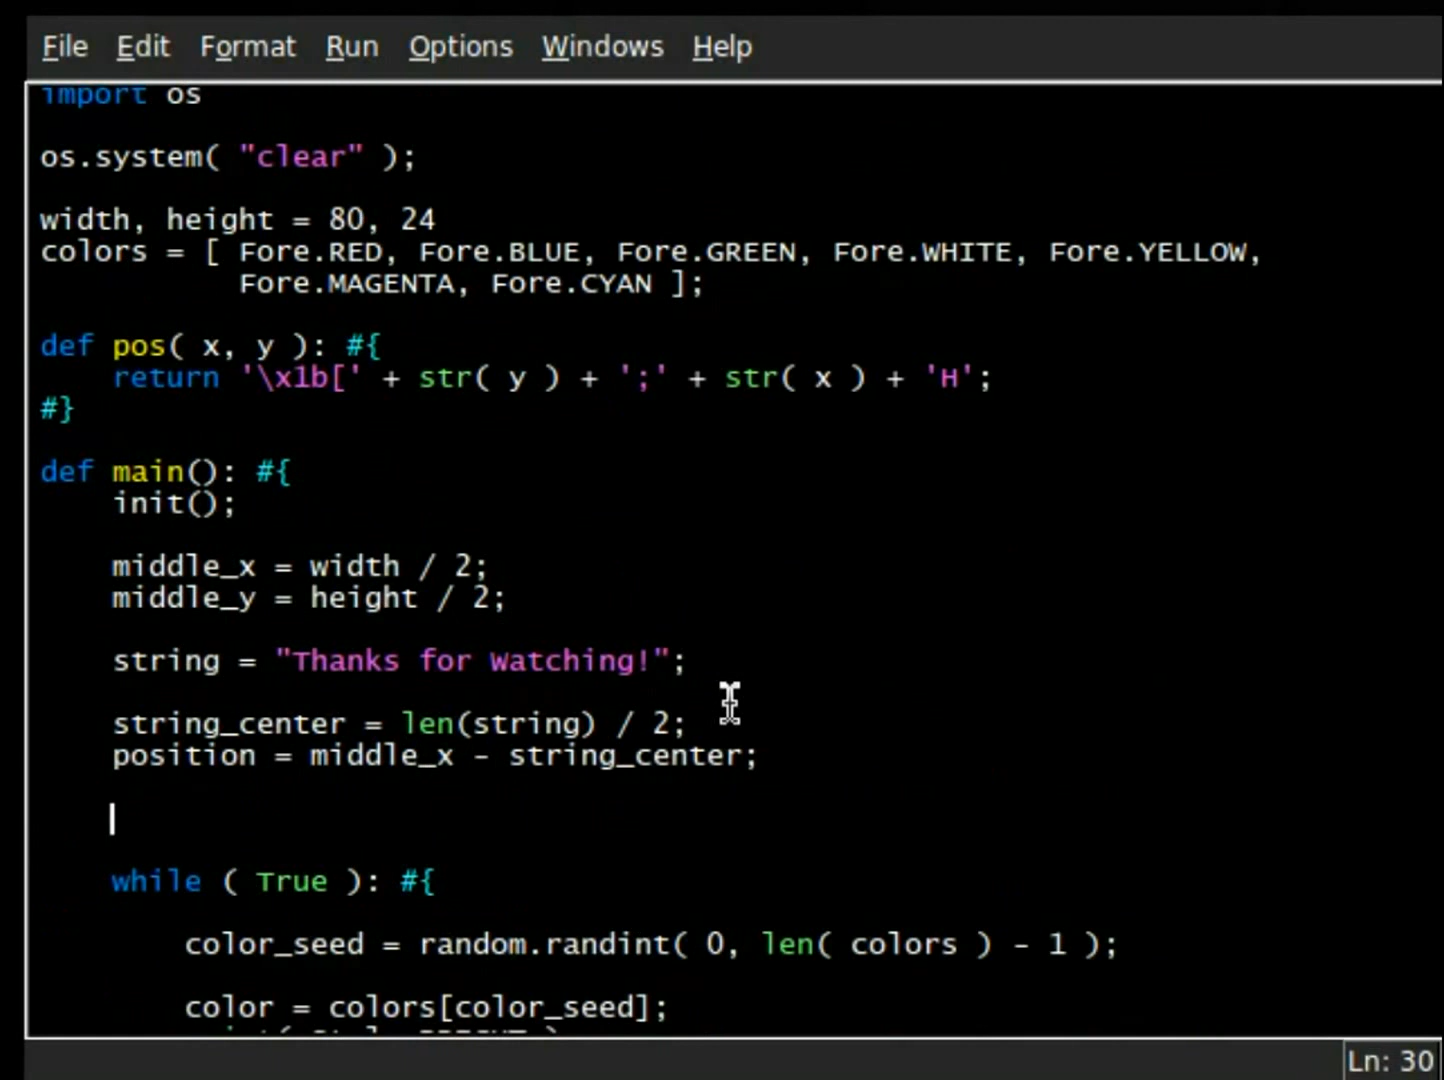 File Edit Format Run Options Windows Help
import os
os.system( "clear" );
width, height = 80, 24
colors = [ Fore.RED, Fore.BLUE, Fore.GREEN, Fore.WHITE, Fore.YELLOW,
Fore.MAGENTA, Fore.CYAN ];
def pos( x, y ): #{
return '\x1b[' + str( y ) + ';' + str( x ) + 'H';
#}
def main(): #{
init();
middle_x = width / 2;
middle_y = height / 2;
string = "Thanks for Watching!";
string_center = len(string) / 2;
position = middle_x - string_center;
while ( True ): #{
color_seed = random.randint( 0, len( colors ) - 1 );
color = colors[color_seed];
Ln: 30